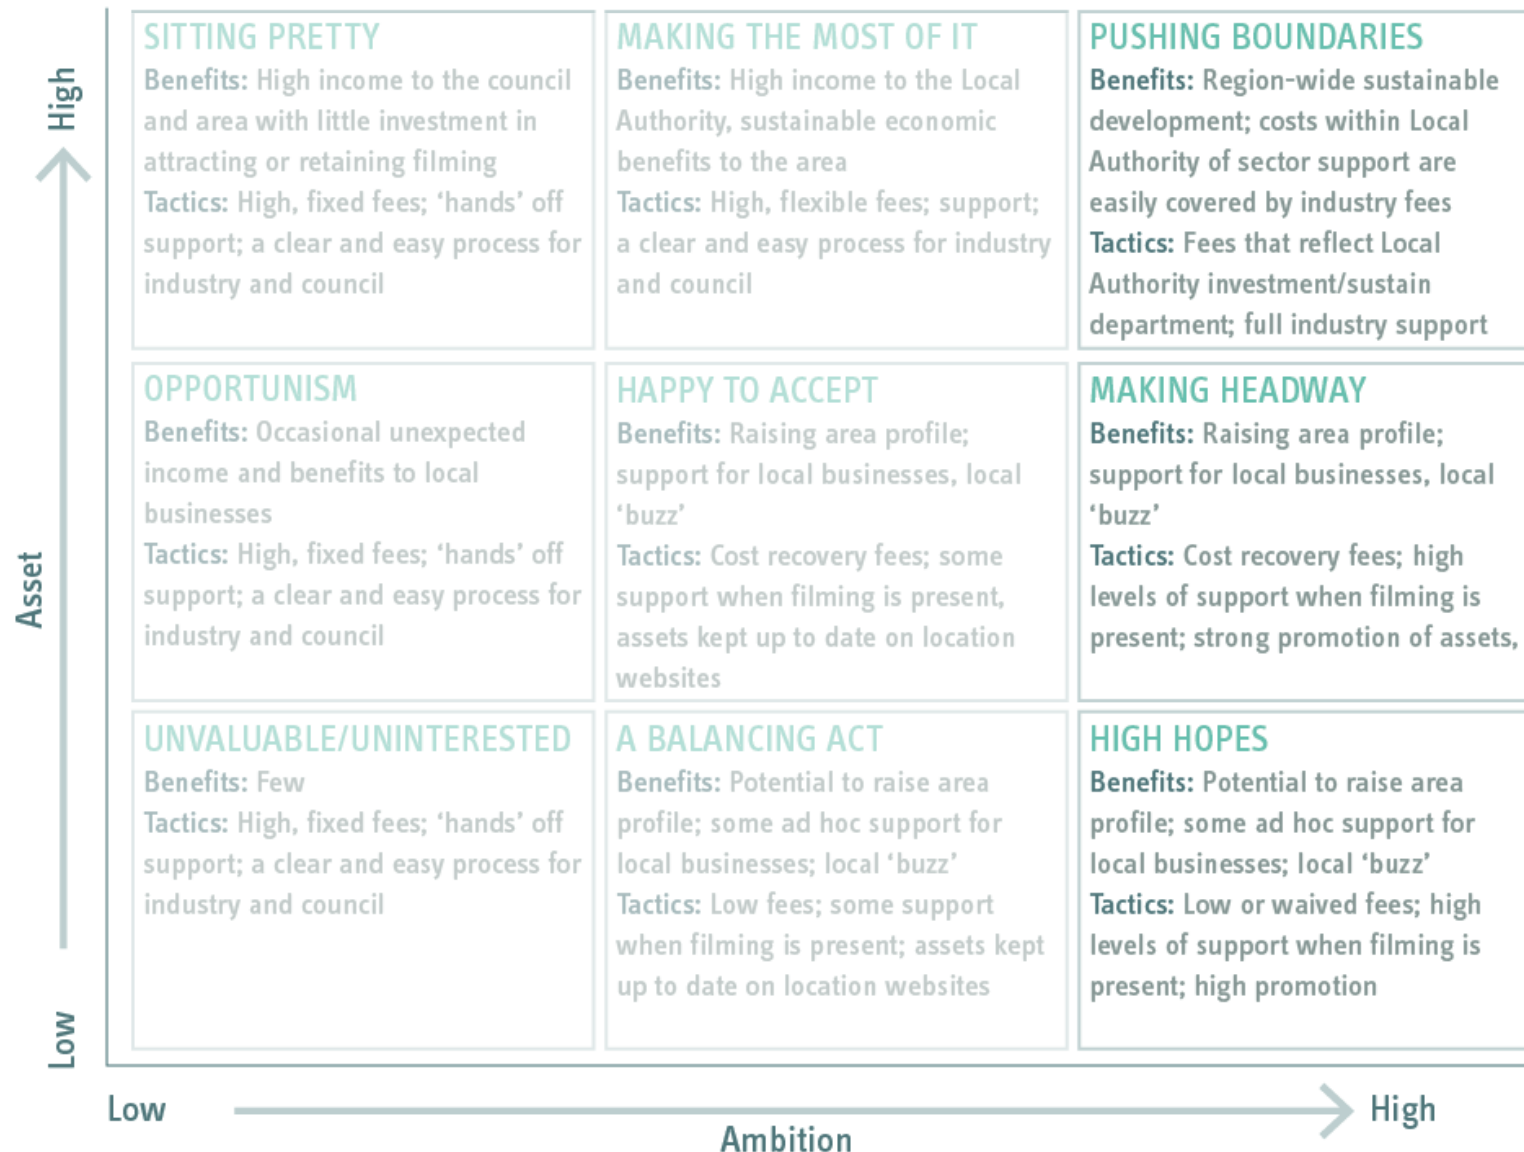 High
Asset
Low
SITTING PRETTY
Benefits: High income to the council
and area with little investment in
attracting or retaining filming
Tactics: High, fixed fees; ‘hands’ off
support; a clear and easy process for
industry and council
MAKING THE MOST OF IT
Benefits: High income to the Local
Authority, sustainable economic
benefits to the area
Tactics: High, flexible fees; support;
a clear and easy process for industry
and council
PUSHING BOUNDARIES
Benefits: Region-wide sustainable
development; costs within Local
Authority of sector support are
easily covered by industry fees
Tactics: Fees that reflect Local
Authority investment/sustain
department; full industry support
OPPORTUNISM
Benefits: Occasional unexpected
income and benefits to local
businesses
Tactics: High, fixed fees; ‘hands’ off
support; a clear and easy process for
industry and council
HAPPY TO ACCEPT
Benefits: Raising area profile;
support for local businesses, local
‘buzz’
Tactics: Cost recovery fees; some
support when filming is present,
assets kept up to date on location
websites
MAKING HEADWAY
Benefits: Raising area profile;
support for local businesses, local
‘buzz’
Tactics: Cost recovery fees; high
levels of support when filming is
present; strong promotion of assets,
UNVALUABLE/UNINTERESTED
Benefits: Few
Tactics: High, fixed fees; ‘hands’ off
support; a clear and easy process for
industry and council
A BALANCING ACT
Benefits: Potential to raise area
profile; some ad hoc support for
local businesses; local ‘buzz’
Tactics: Low fees; some support
when filming is present; assets kept
up to date on location websites
HIGH HOPES
Benefits: Potential to raise area
profile; some ad hoc support for
local businesses; local ‘buzz’
Tactics: Low or waived fees; high
levels of support when filming is
present; high promotion
Low
High
Ambition